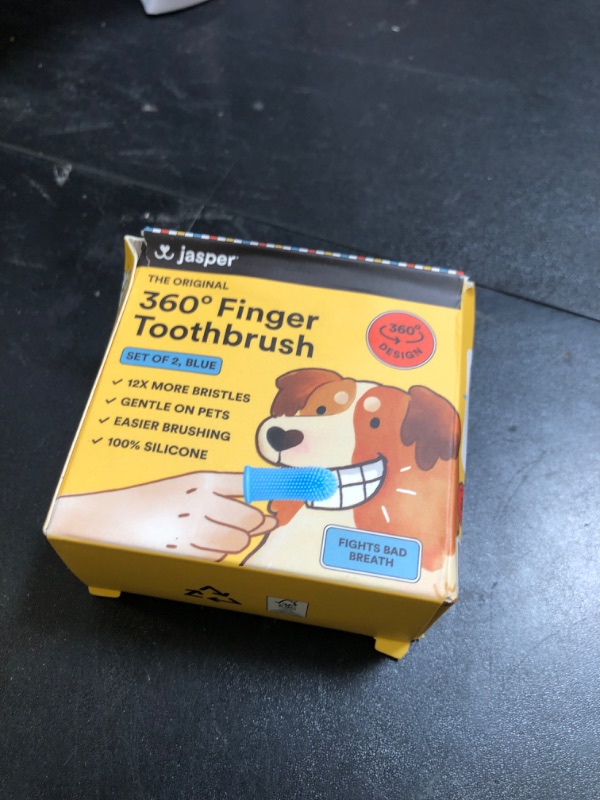 jasper
THE ORIGINAL
360° Finger
Toothbrush
SET OF 2, BLUE
✓ 12X MORE BRISTLES
✓ GENTLE ON PETS
✓ EASIER BRUSHING
✓ 100% SILICONE
360°
DESIGN
FIGHTS BAD
BREATH